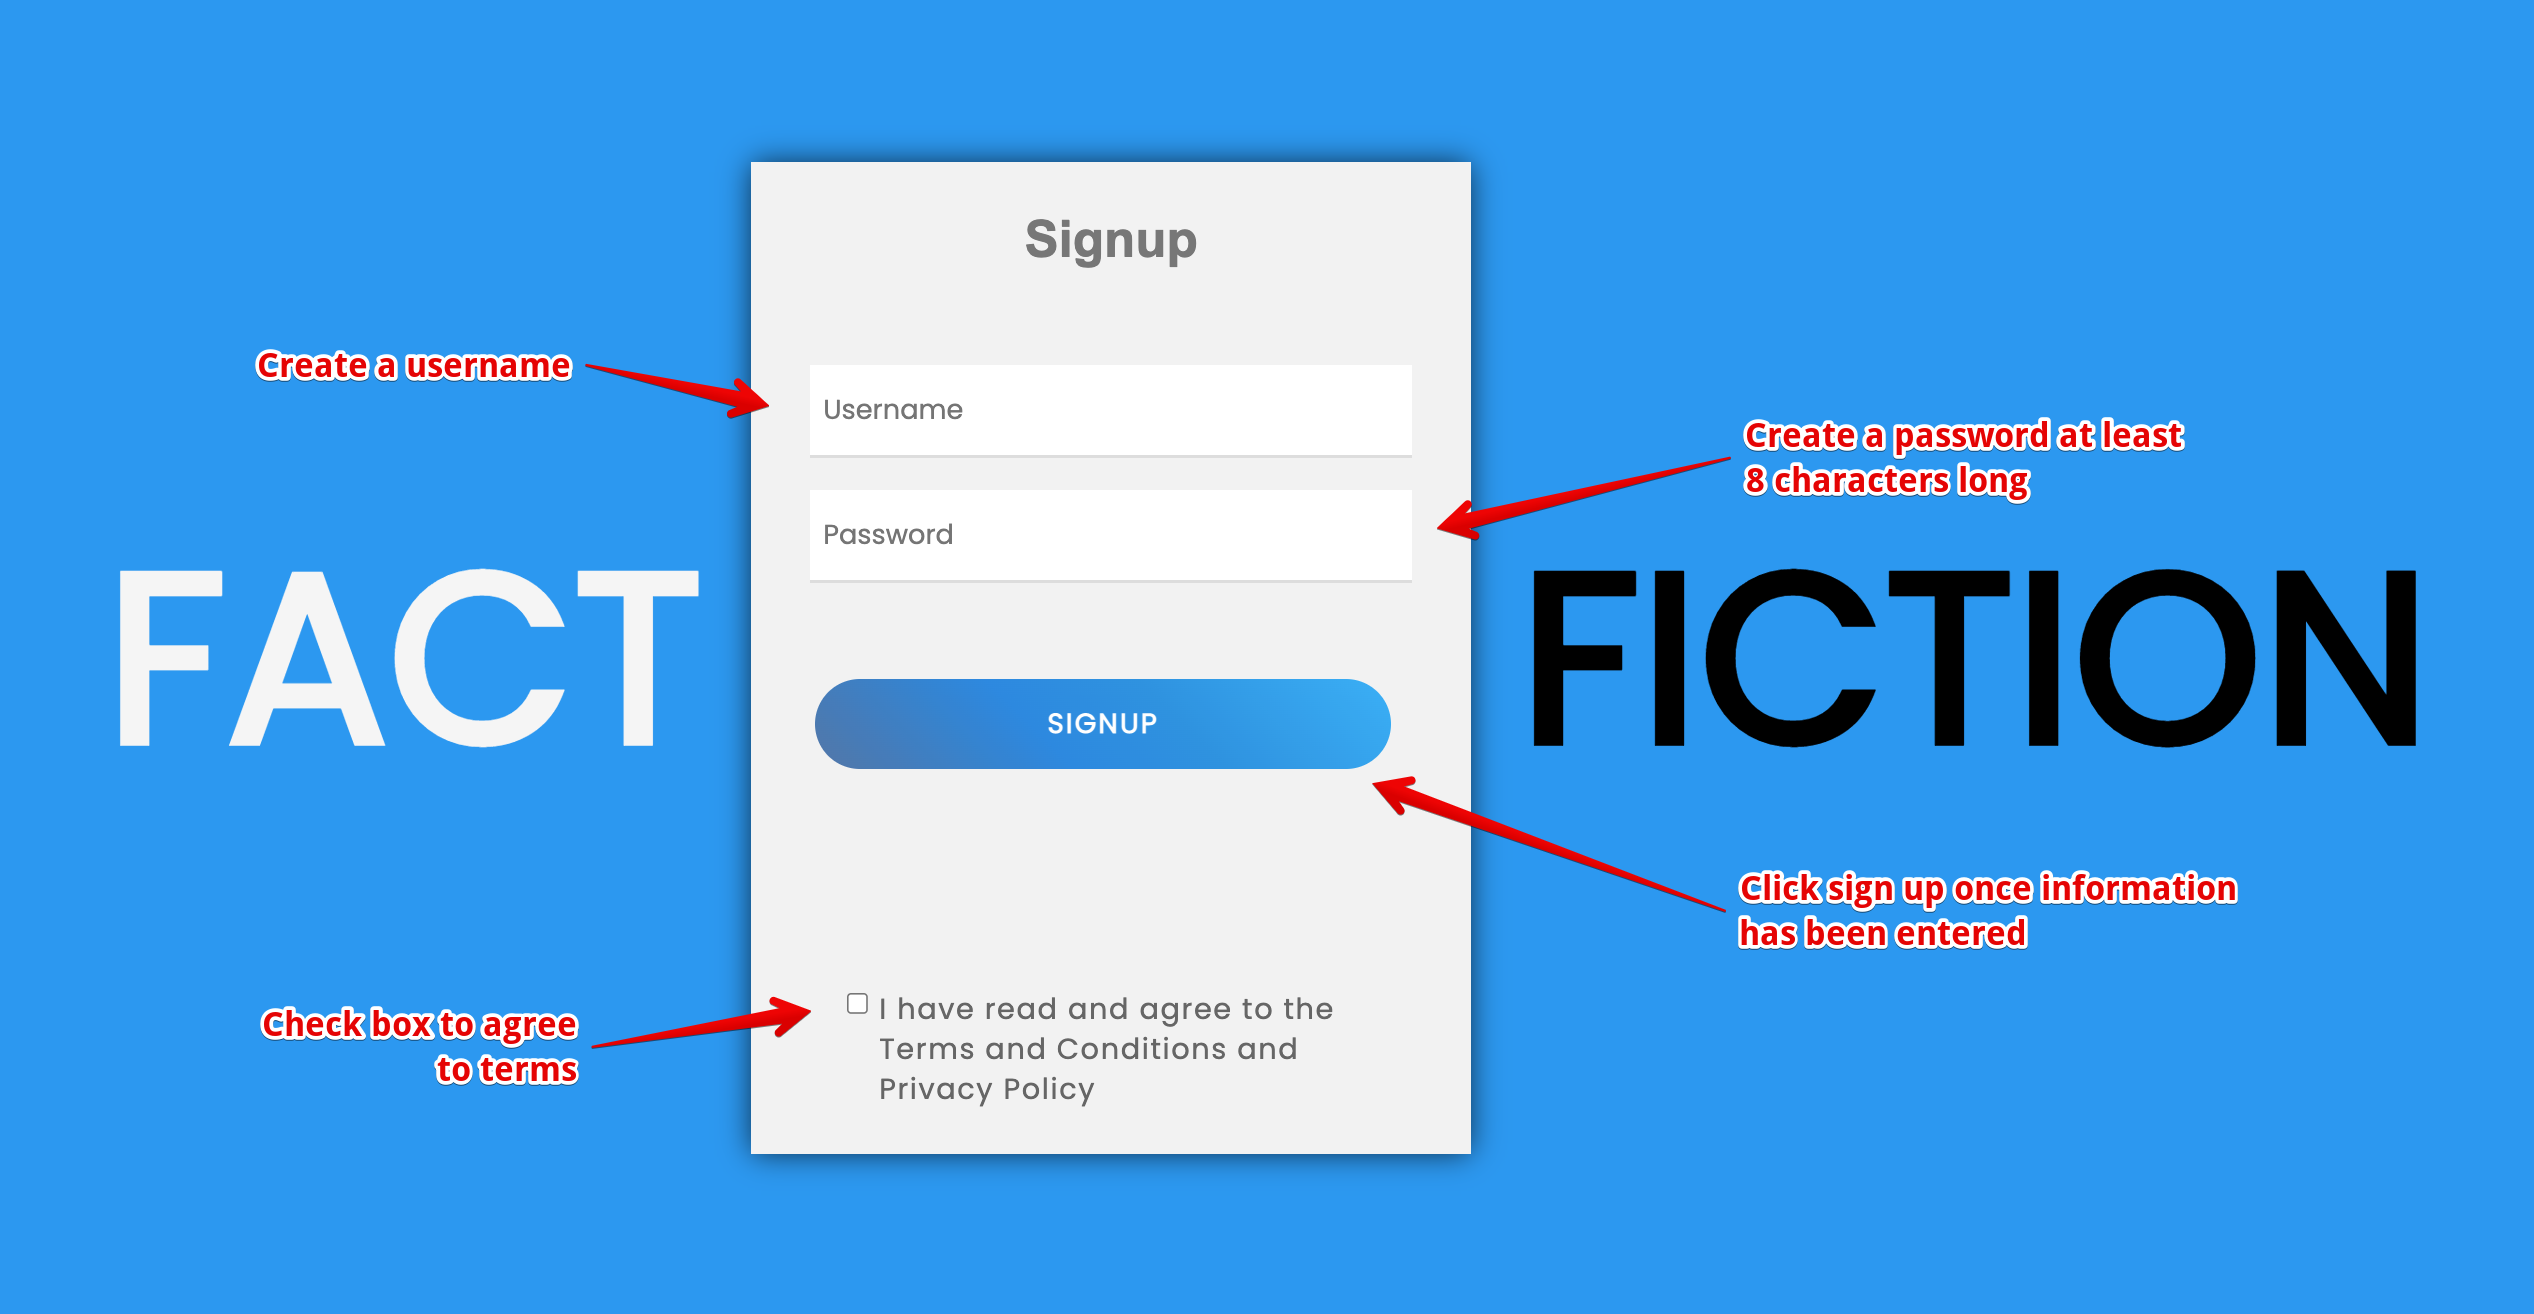 Signup
Create a username
Username
Create a password at least
8 characters long
Password
FACT
FICTION
SIGNUP
Click sign up once information
has been entered
Check box to agree
to terms
I have read and agree to the
Terms and Conditions and
Privacy Policy